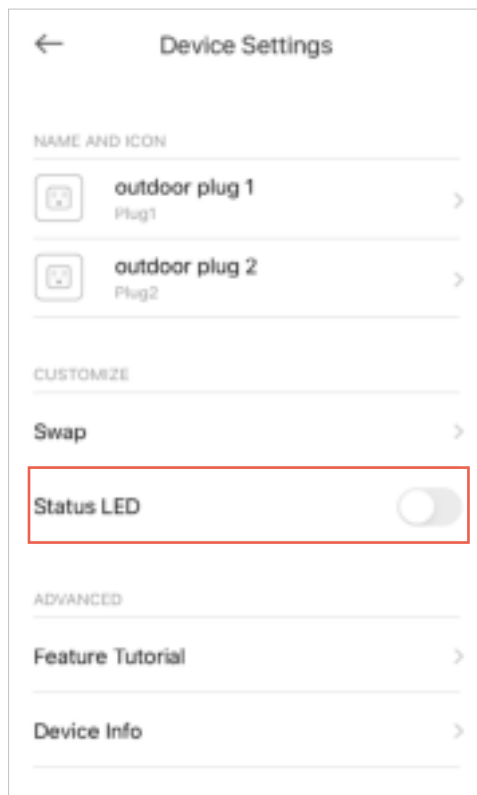 Device Settings
NAME AND ICON
outdoor plug 1
Plug1
outdoor plug 2
Plug2
CUSTOMIZE
Swap
Status LED
ADVANCED
Feature Tutorial
Device Info